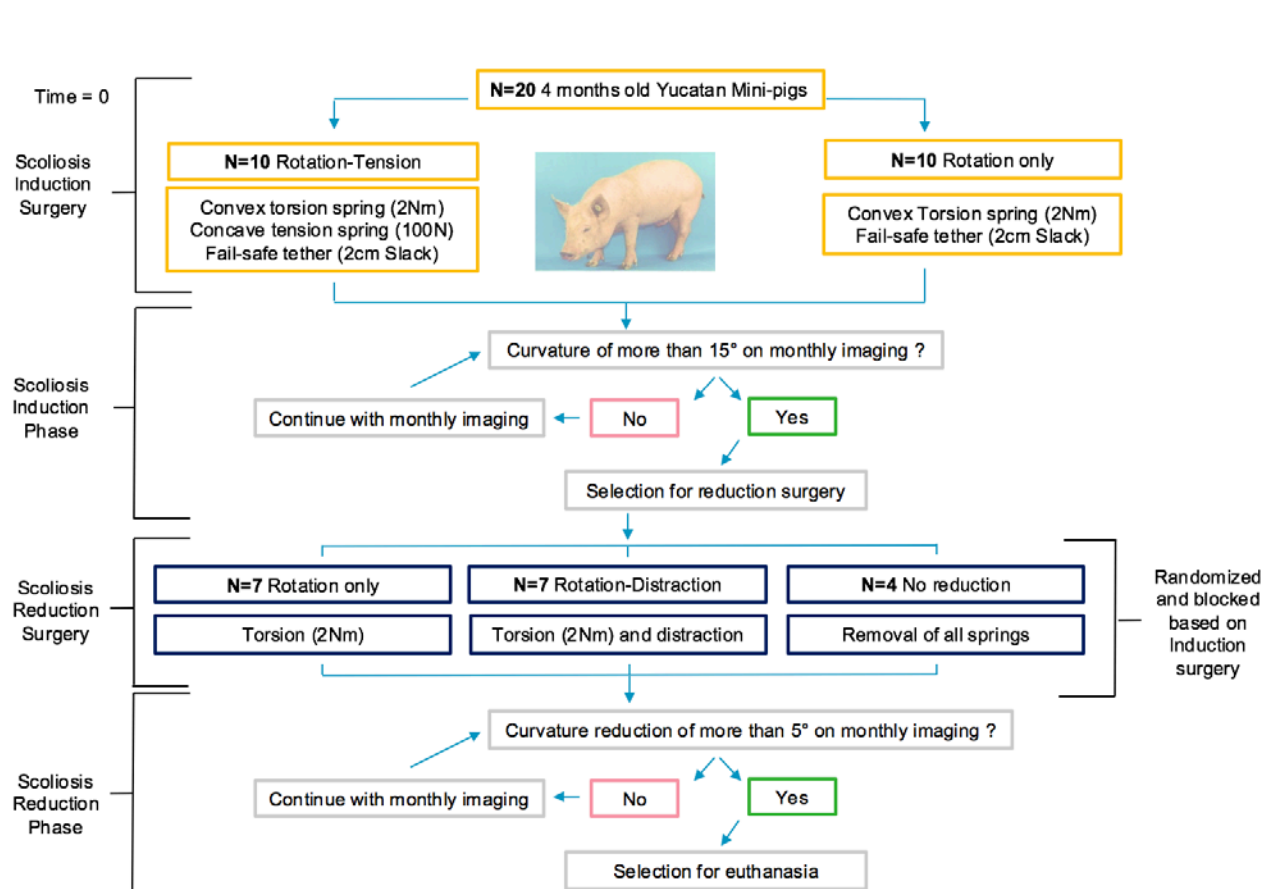 N=20 4 months old Yucatan Mini-pigs
Time = 0
Scoliosis
Induction
Surgery
N=10 Rotation-Tension
Convex torsion spring (2Nm)
Concave tension spring (100N)
Fail-safe tether (2cm Slack)
N=10 Rotation only
Convex Torsion spring (2Nm)
Fail-safe tether (2cm Slack)
Scoliosis
Induction
Phase
Curvature of more than 15° on monthly imaging ?
Continue with monthly imaging
No
Yes
Selection for reduction surgery
Scoliosis
Reduction
Surgery
N=7 Rotation only
Torsion (2Nm)
N=7 Rotation-Distraction
Torsion (2Nm) and distraction
N=4 No reduction
Removal of all springs
Randomized
and blocked
based on
Induction
surgery
Scoliosis
Reduction
Phase
Curvature reduction of more than 5° on monthly imaging ?
Continue with monthly imaging
No
Yes
Selection for euthanasia